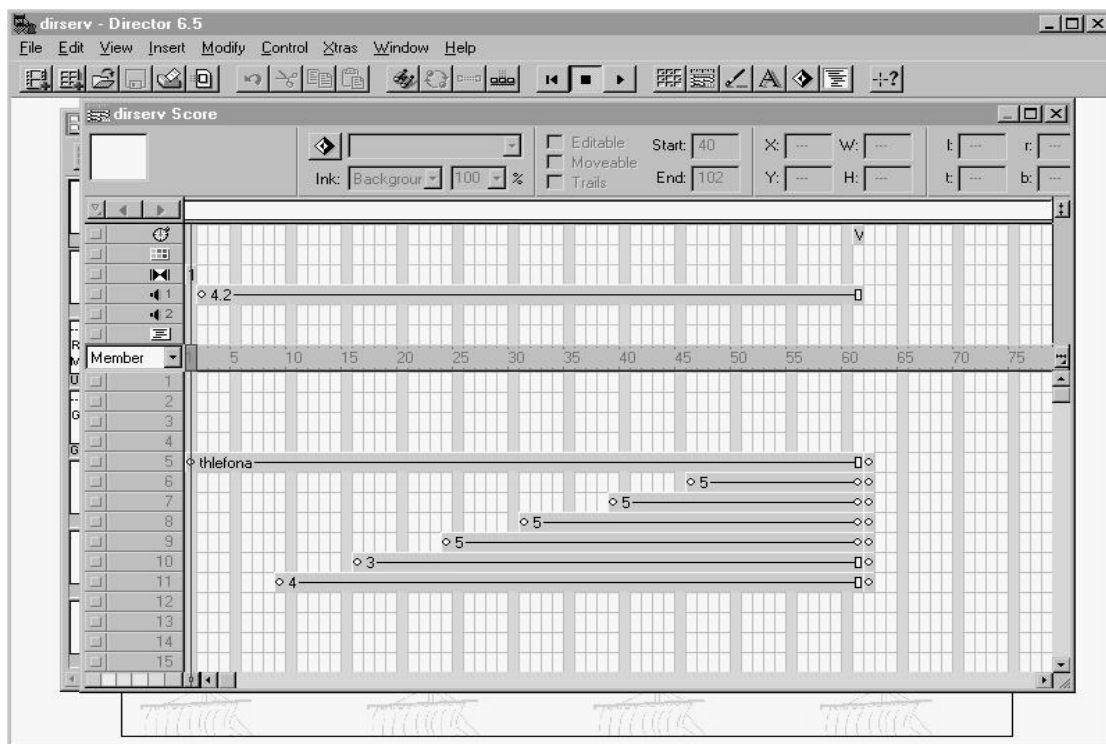 dirserv - Director 6.5
File Edit View Insert Modify Control Xtras Window Help
dirserv Score
Editable Start: 40 X: --- W: --- l: --- r: ---
Moveable
Ink: Backgrour 100 % Trails End: 102 Y: --- H: --- t: --- b: ---
V
1
1 4.2
2
Member 1 5 10 15 20 25 30 35 40 45 50 55 60 65 70 75
1
2
3
4
5 thlefona
6 5
7 5
8 5
9 5
10 3
11 4
12
13
14
15
R
M
U
G
G